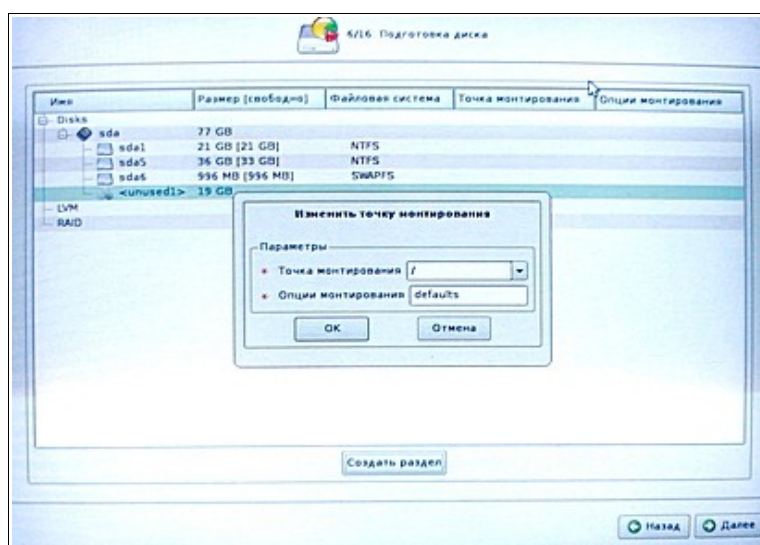 6/16 Подготовка диска
Имя Размер [свободно] Файловая система Точка монтирования Опции монтирования
Disks
sda 77 GB
sda1 21 GB [21 GB] NTFS
sda5 36 GB [33 GB] NTFS
sda6 996 MB [996 MB] SWAPFS
<unused1> 19 GB
LVM
RAID
Изменить точку монтирования
Параметры
Точка монтирования /
Опции монтирования defaults
OK Отмена
Создать раздел
Назад Далее